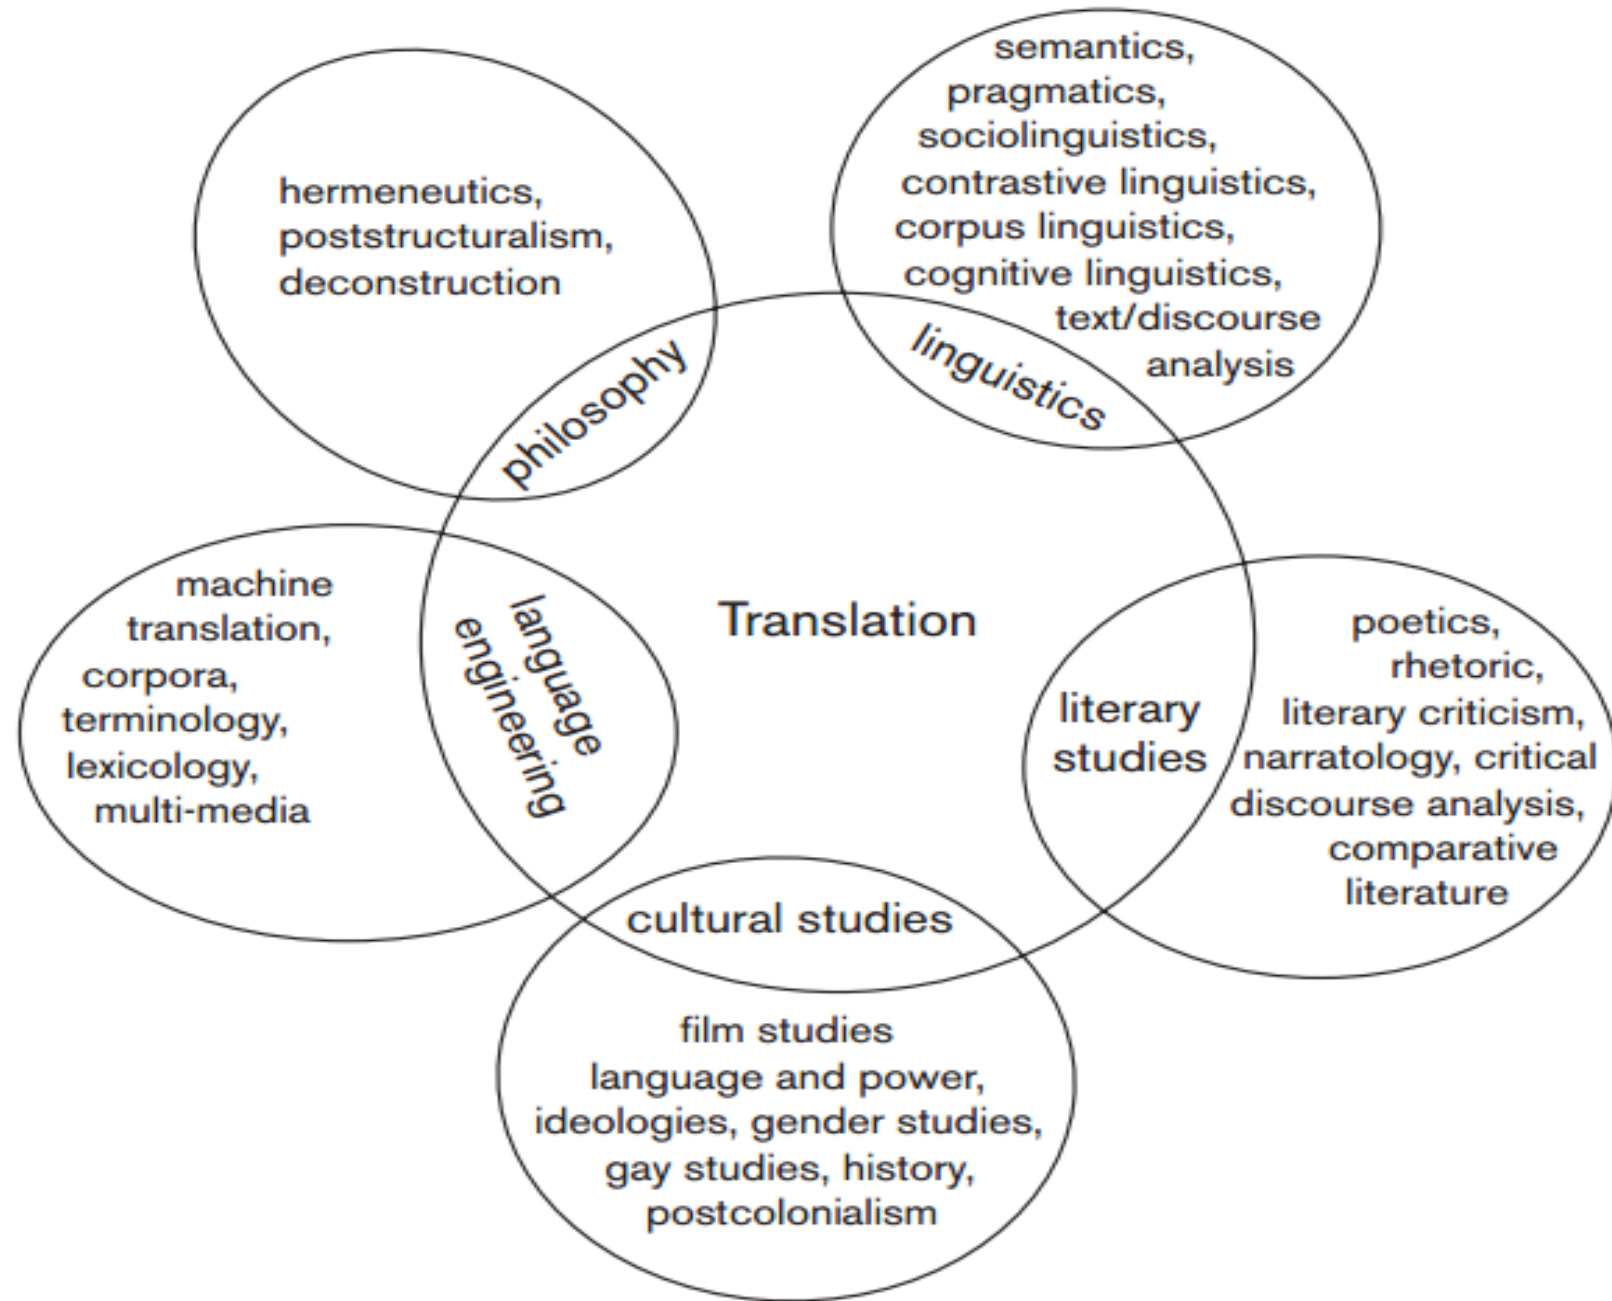 hermeneutics,
poststructuralism,
deconstruction
philosophy
semantics,
pragmatics,
sociolinguistics,
contrastive linguistics,
corpus linguistics,
cognitive linguistics,
text/discourse
analysis
linguistics
machine
translation,
corpora,
terminology,
lexicology,
multi-media
language
engineering
Translation
literary
studies
poetics,
rhetoric,
literary criticism,
narratology, critical
discourse analysis,
comparative
literature
cultural studies
film studies
language and power,
ideologies, gender studies,
gay studies, history,
postcolonialism